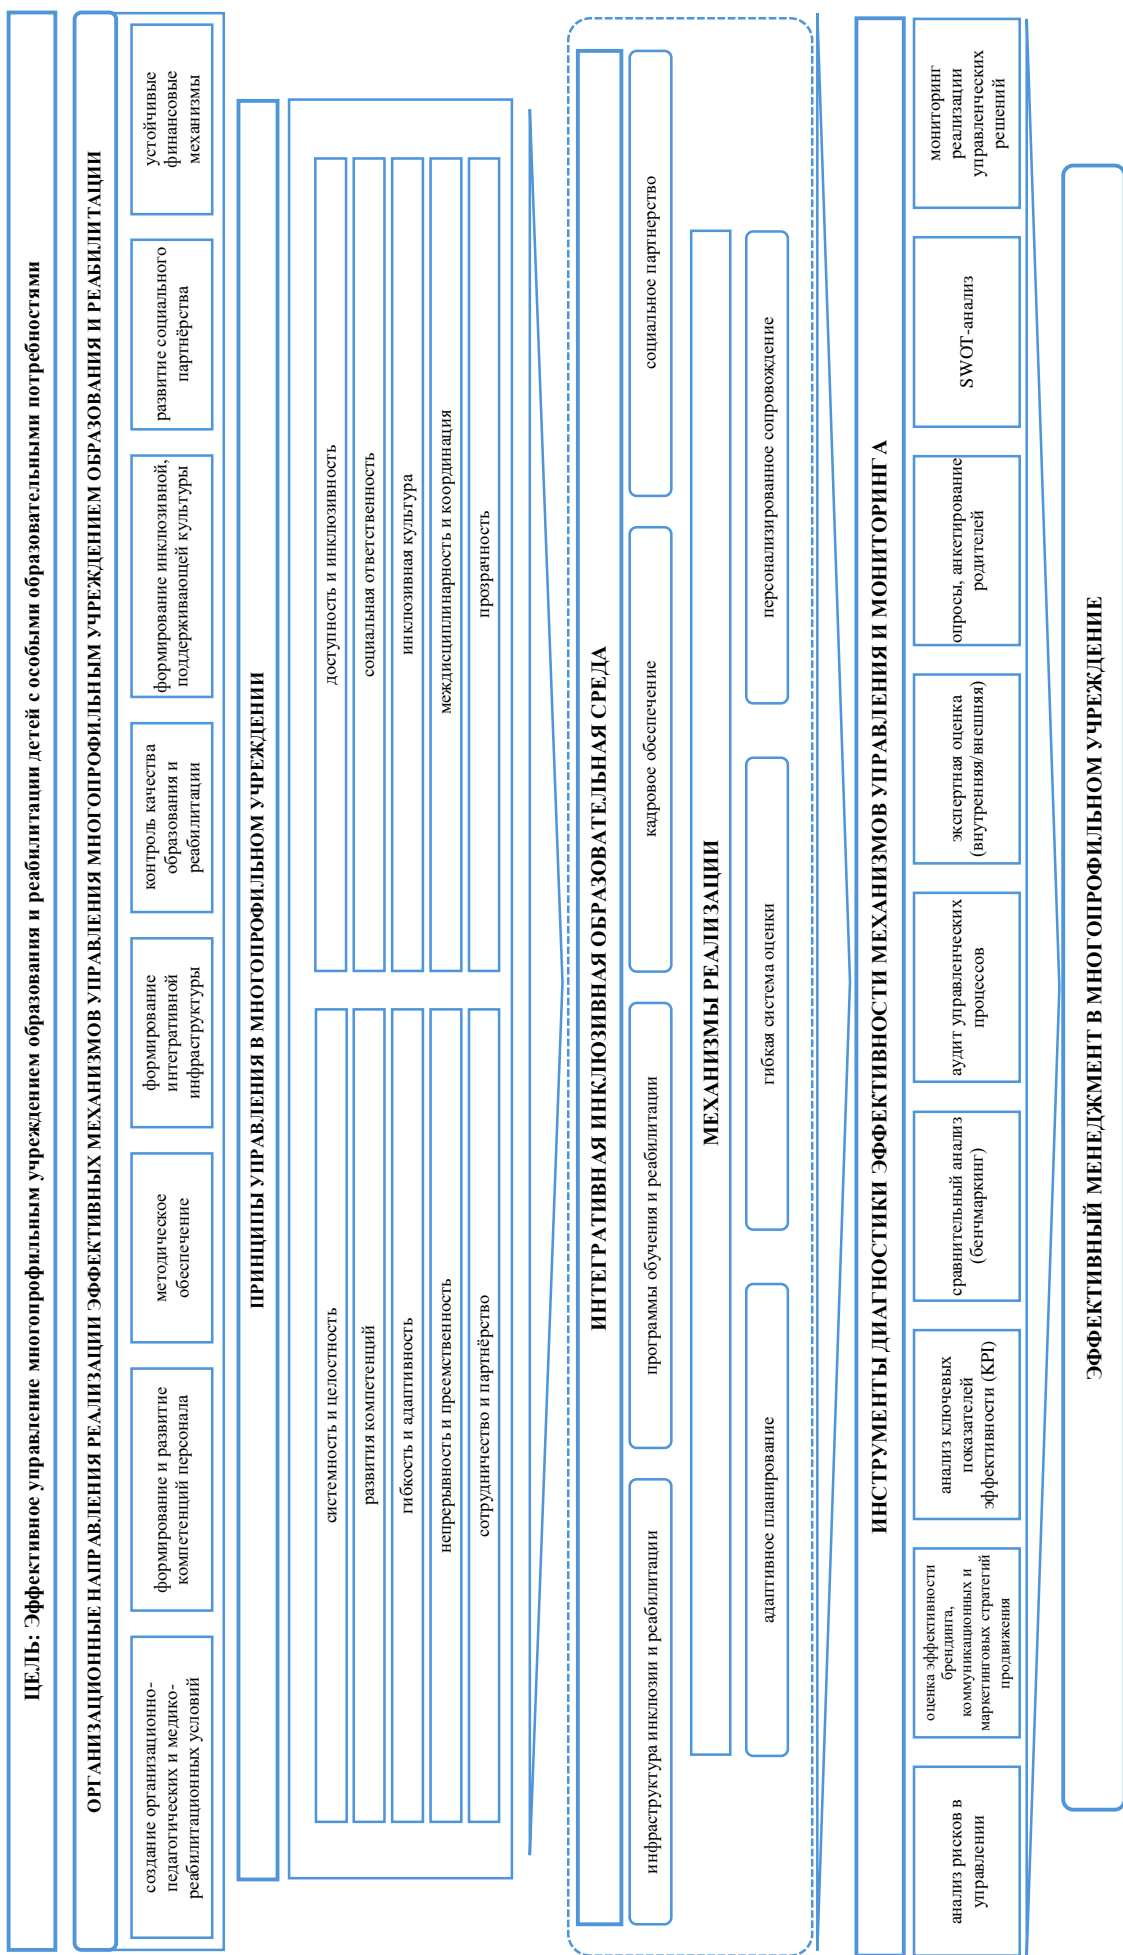 ЦЕЛЬ: Эффективное управление многопрофильным учреждением образования и реабилитации детей с особыми образовательными потребностями
ОРГАНИЗАЦИОННЫЕ НАПРАВЛЕНИЯ РЕАЛИЗАЦИИ ЭФФЕКТИВНЫХ МЕХАНИЗМОВ УПРАВЛЕНИЯ МНОГОПРОФИЛЬНЫМ УЧРЕЖДЕНИЕМ ОБРАЗОВАНИЯ И РЕАБИЛИТАЦИИ
создание организационно-
педагогических и медико-
реабилитационных условий
формирование и развитие
компетенций персонала
методическое
обеспечение
формирование
интегративной
инфраструктуры
контроль качества
образования и
реабилитации
формирование инклюзивной,
поддерживающей культуры
развитие социального
партнёрства
устойчивые
финансовые
механизмы
ПРИНЦИПЫ УПРАВЛЕНИЯ В МНОГОПРОФИЛЬНОМ УЧРЕЖДЕНИИ
системность и целостность
развития компетенций
гибкость и адаптивность
непрерывность и преемственность
сотрудничество и партнёрство
доступность и инклюзивность
социальная ответственность
инклюзивная культура
междисциплинарность и координация
прозрачность
ИНТЕГРАТИВНАЯ ИНКЛЮЗИВНАЯ ОБРАЗОВАТЕЛЬНАЯ СРЕДА
инфраструктура инклюзии и реабилитации
программы обучения и реабилитации
кадровое обеспечение
социальное партнерство
МЕХАНИЗМЫ РЕАЛИЗАЦИИ
адаптивное планирование
гибкая система оценки
персонализированное сопровождение
ИНСТРУМЕНТЫ ДИАГНОСТИКИ ЭФФЕКТИВНОСТИ МЕХАНИЗМОВ УПРАВЛЕНИЯ И МОНИТОРИНГА
анализ рисков в
управлении
оценка эффективности
брендинга,
коммуникационных и
маркетинговых стратегий
продвижения
анализ ключевых
показателей
эффективности (KPI)
сравнительный анализ
(бенчмаркинг)
аудит управленческих
процессов
экспертная оценка
(внутренняя/внешняя)
опросы, анкетирование
родителей
SWOT-анализ
мониторинг
реализации
управленческих
решений
ЭФФЕКТИВНЫЙ МЕНЕДЖМЕНТ В МНОГОПРОФИЛЬНОМ УЧРЕЖДЕНИЕ